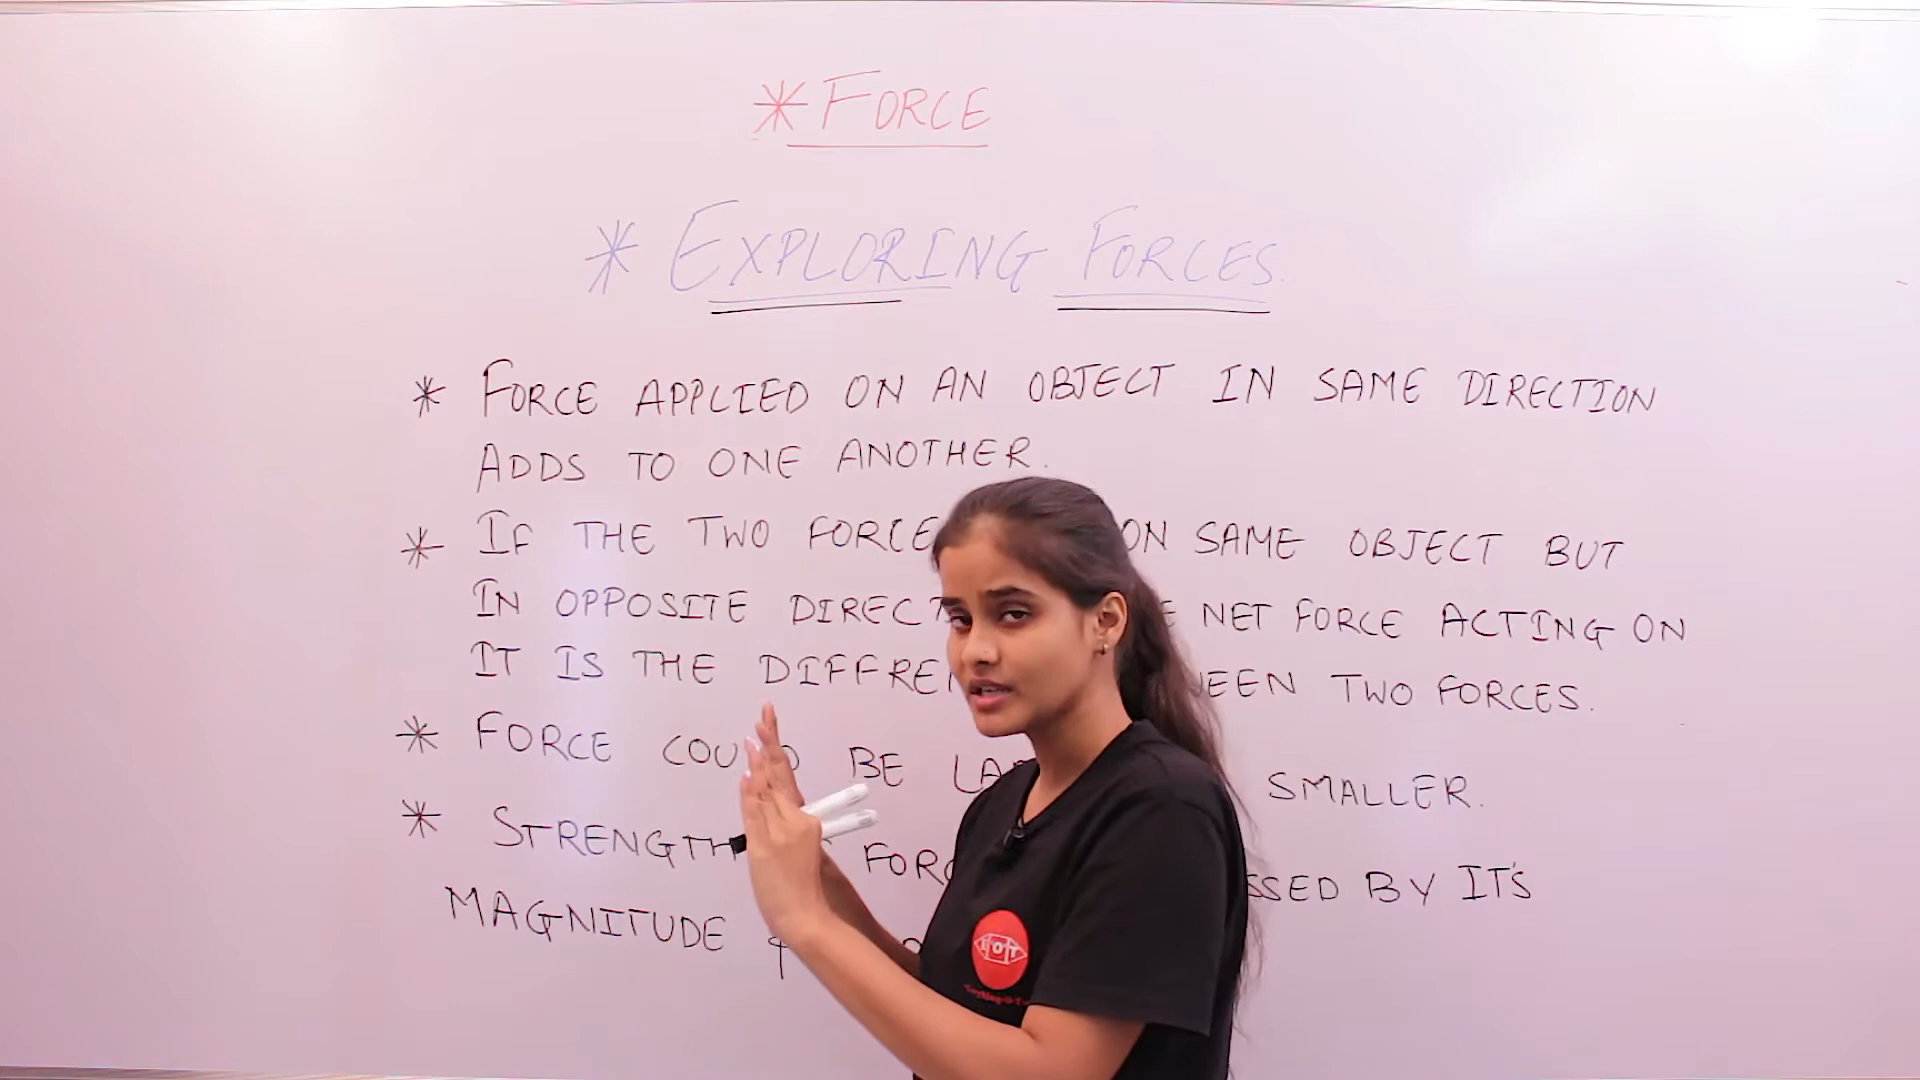 * FORCE
* EXPLORING FORCES.
* FORCE APPLIED ON AN OBJECT IN SAME DIRECTION
ADDS TO ONE ANOTHER.
* IF THE TWO FORCE ON SAME OBJECT BUT
IN OPPOSITE NET FORCE ACTING ON
IT IS THE TWO FORCES.
* FORCE BE SMALLER.
* STRENGTH BY IT'S
MAGNITUDE
EOT